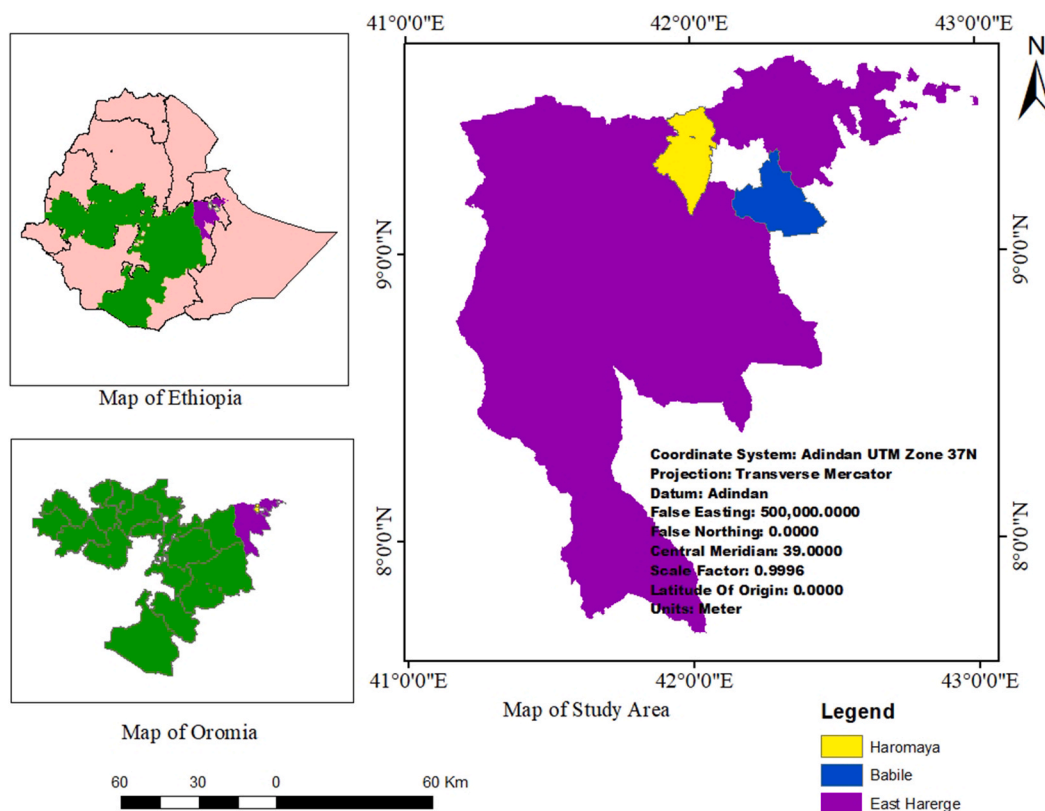 41°0'0"E 42°0'0"E 43°0'0"E
N
9°0'0"N
9°0'0"N
Map of Ethiopia
Coordinate System: Adindan UTM Zone 37N
Projection: Transverse Mercator
Datum: Adindan
False Easting: 500,000.0000
False Northing: 0.0000
Central Meridian: 39.0000
Scale Factor: 0.9996
Latitude Of Origin: 0.0000
Units: Meter
8°0'0"N
8°0'0"N
41°0'0"E 42°0'0"E 43°0'0"E
Map of Oromia
Map of Study Area
Legend
Haromaya
Babile
East Harerge
60 30 0 60 Km